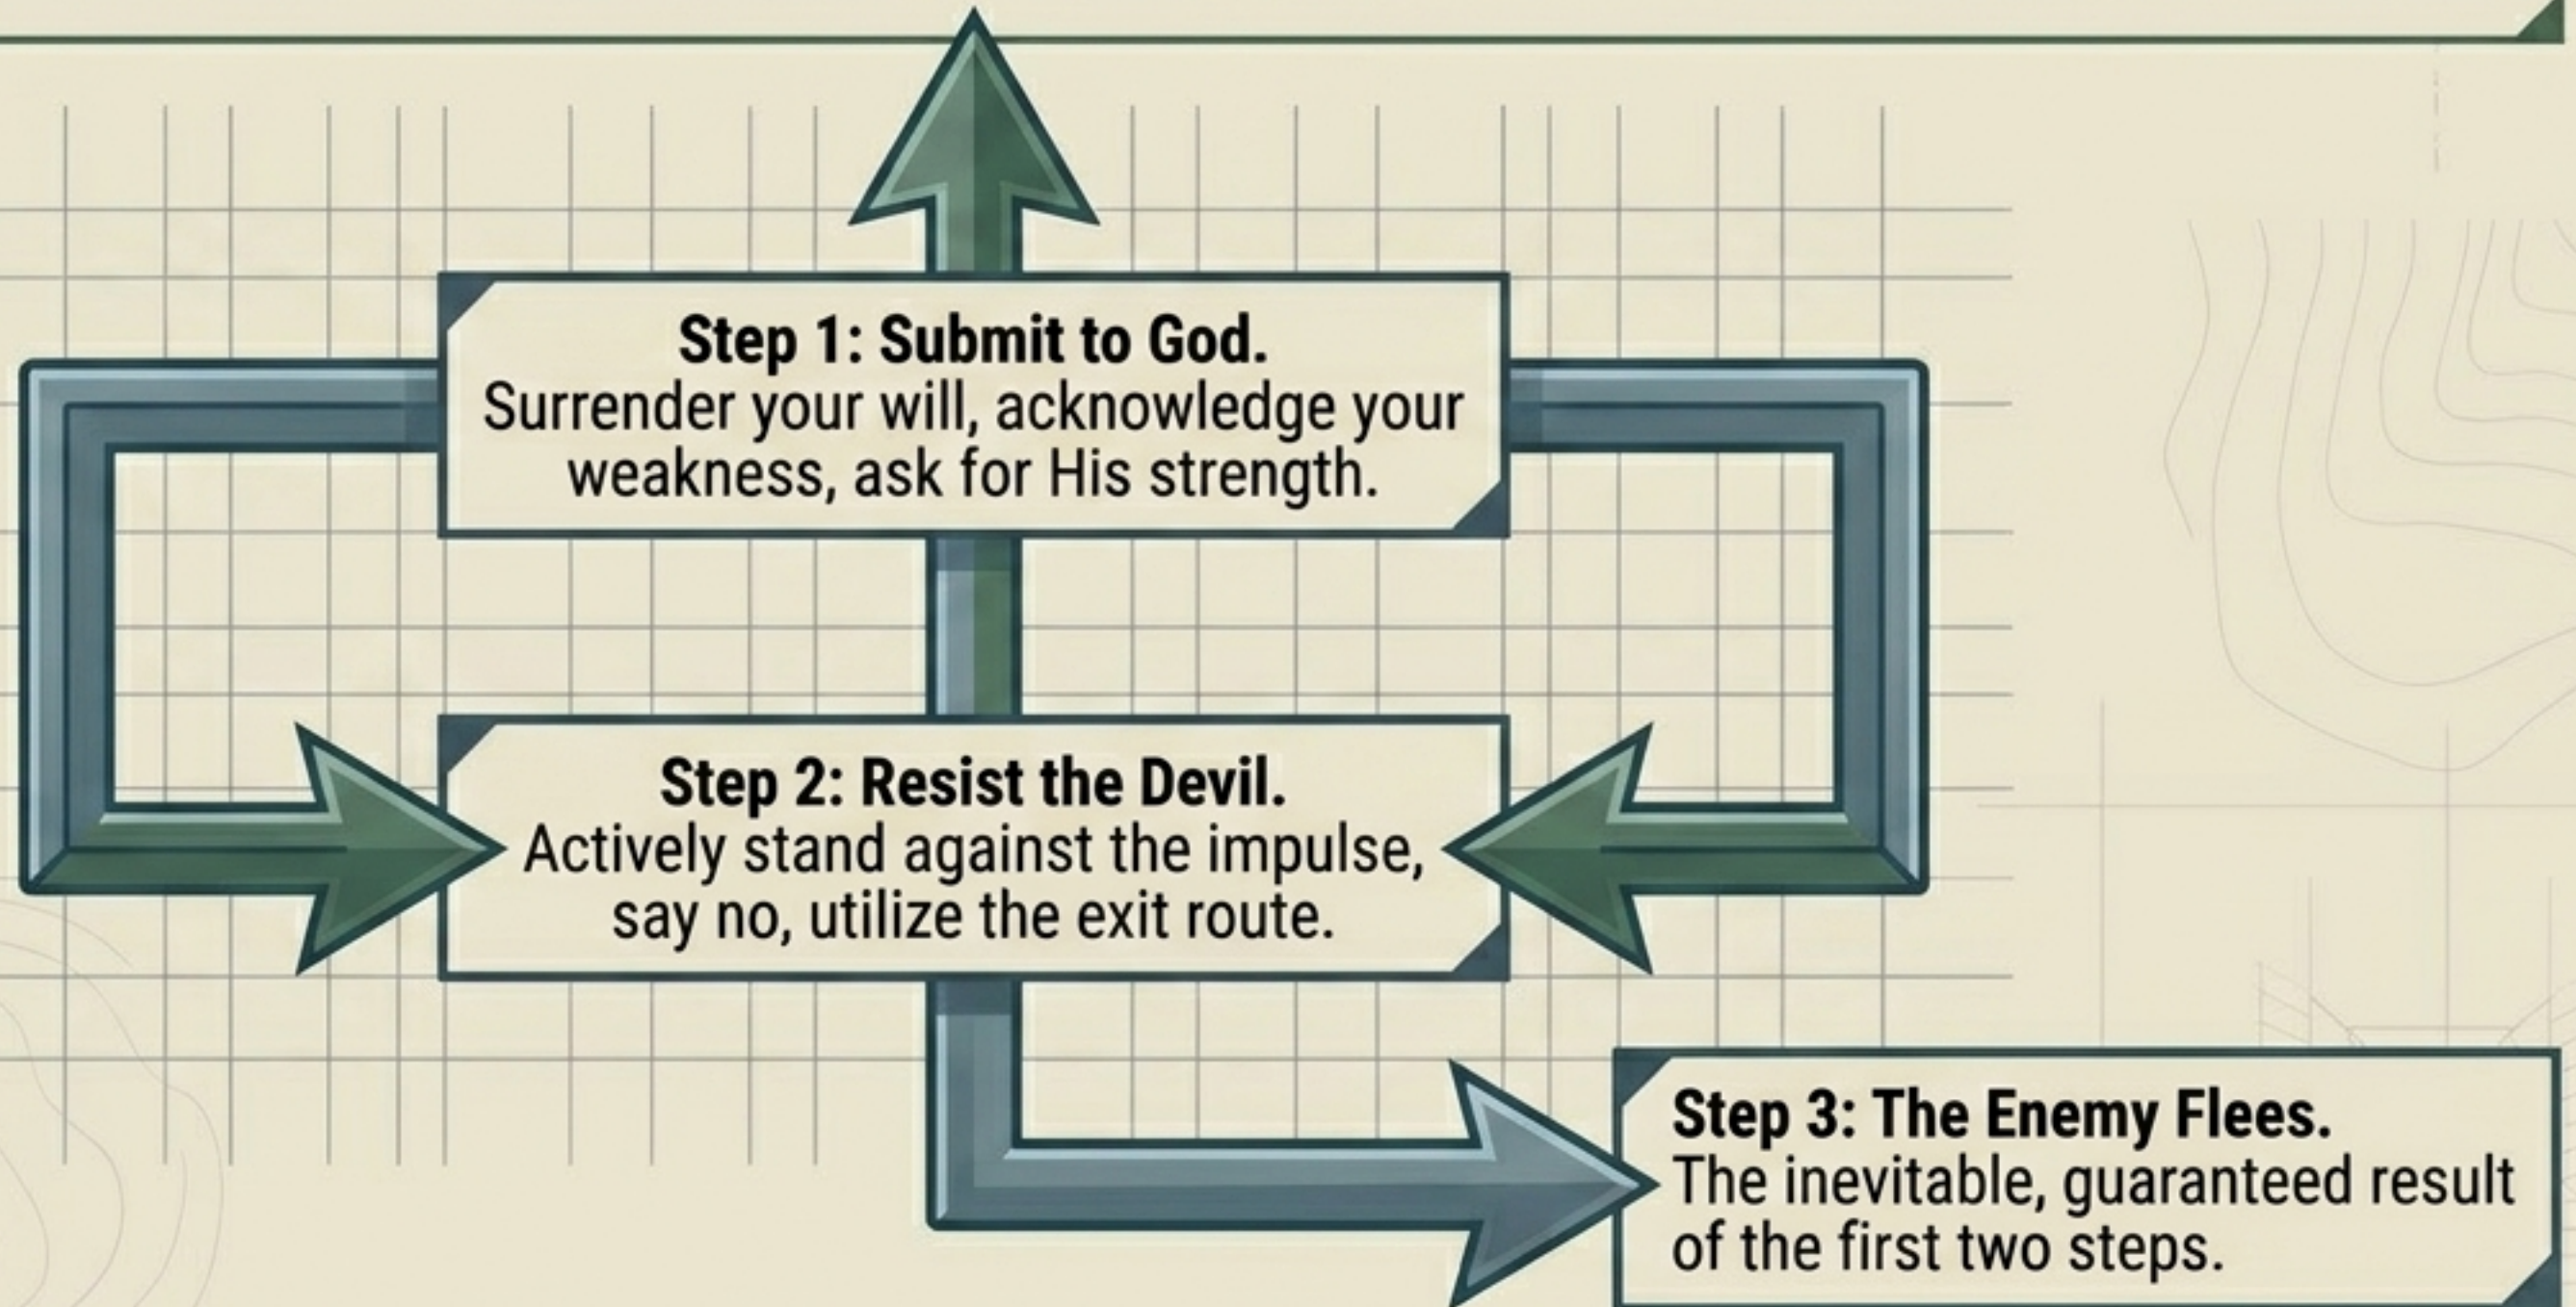 Step 1: Submit to God.
Surrender your will, acknowledge your
weakness, ask for His strength.
Step 2: Resist the Devil.
Actively stand against the impulse,
say no, utilize the exit route.
Step 3: The Enemy Flees.
The inevitable, guaranteed result
of the first two steps.